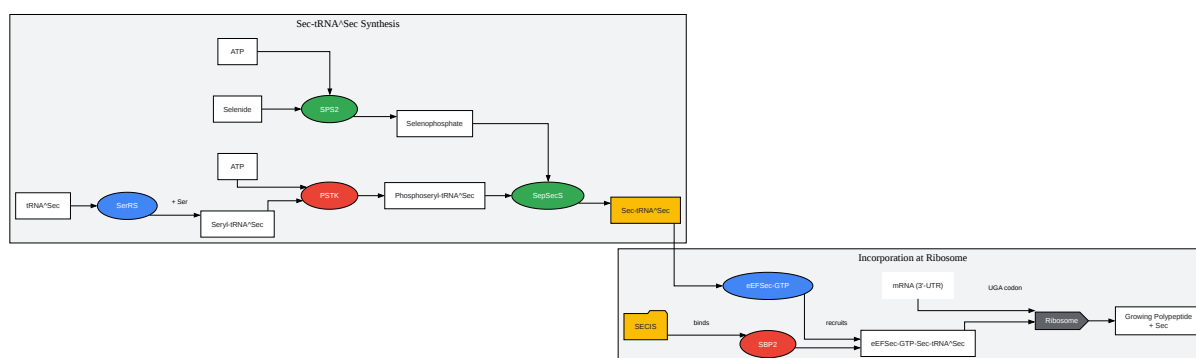 Sec-tRNA^Sec Synthesis
ATP
Selenide
SPS2
Selenophosphate
ATP
tRNA^Sec
SerRS
+ Ser
Seryl-tRNA^Sec
PSTK
Phosphoseryl-tRNA^Sec
SepSecS
Sec-tRNA^Sec
Incorporation at Ribosome
eEFSec-GTP
mRNA (3'-UTR)
UGA codon
SECIS
binds
SBP2
recruits
eEFSec-GTP-Sec-tRNA^Sec
Ribosome
Growing Polypeptide
+ Sec